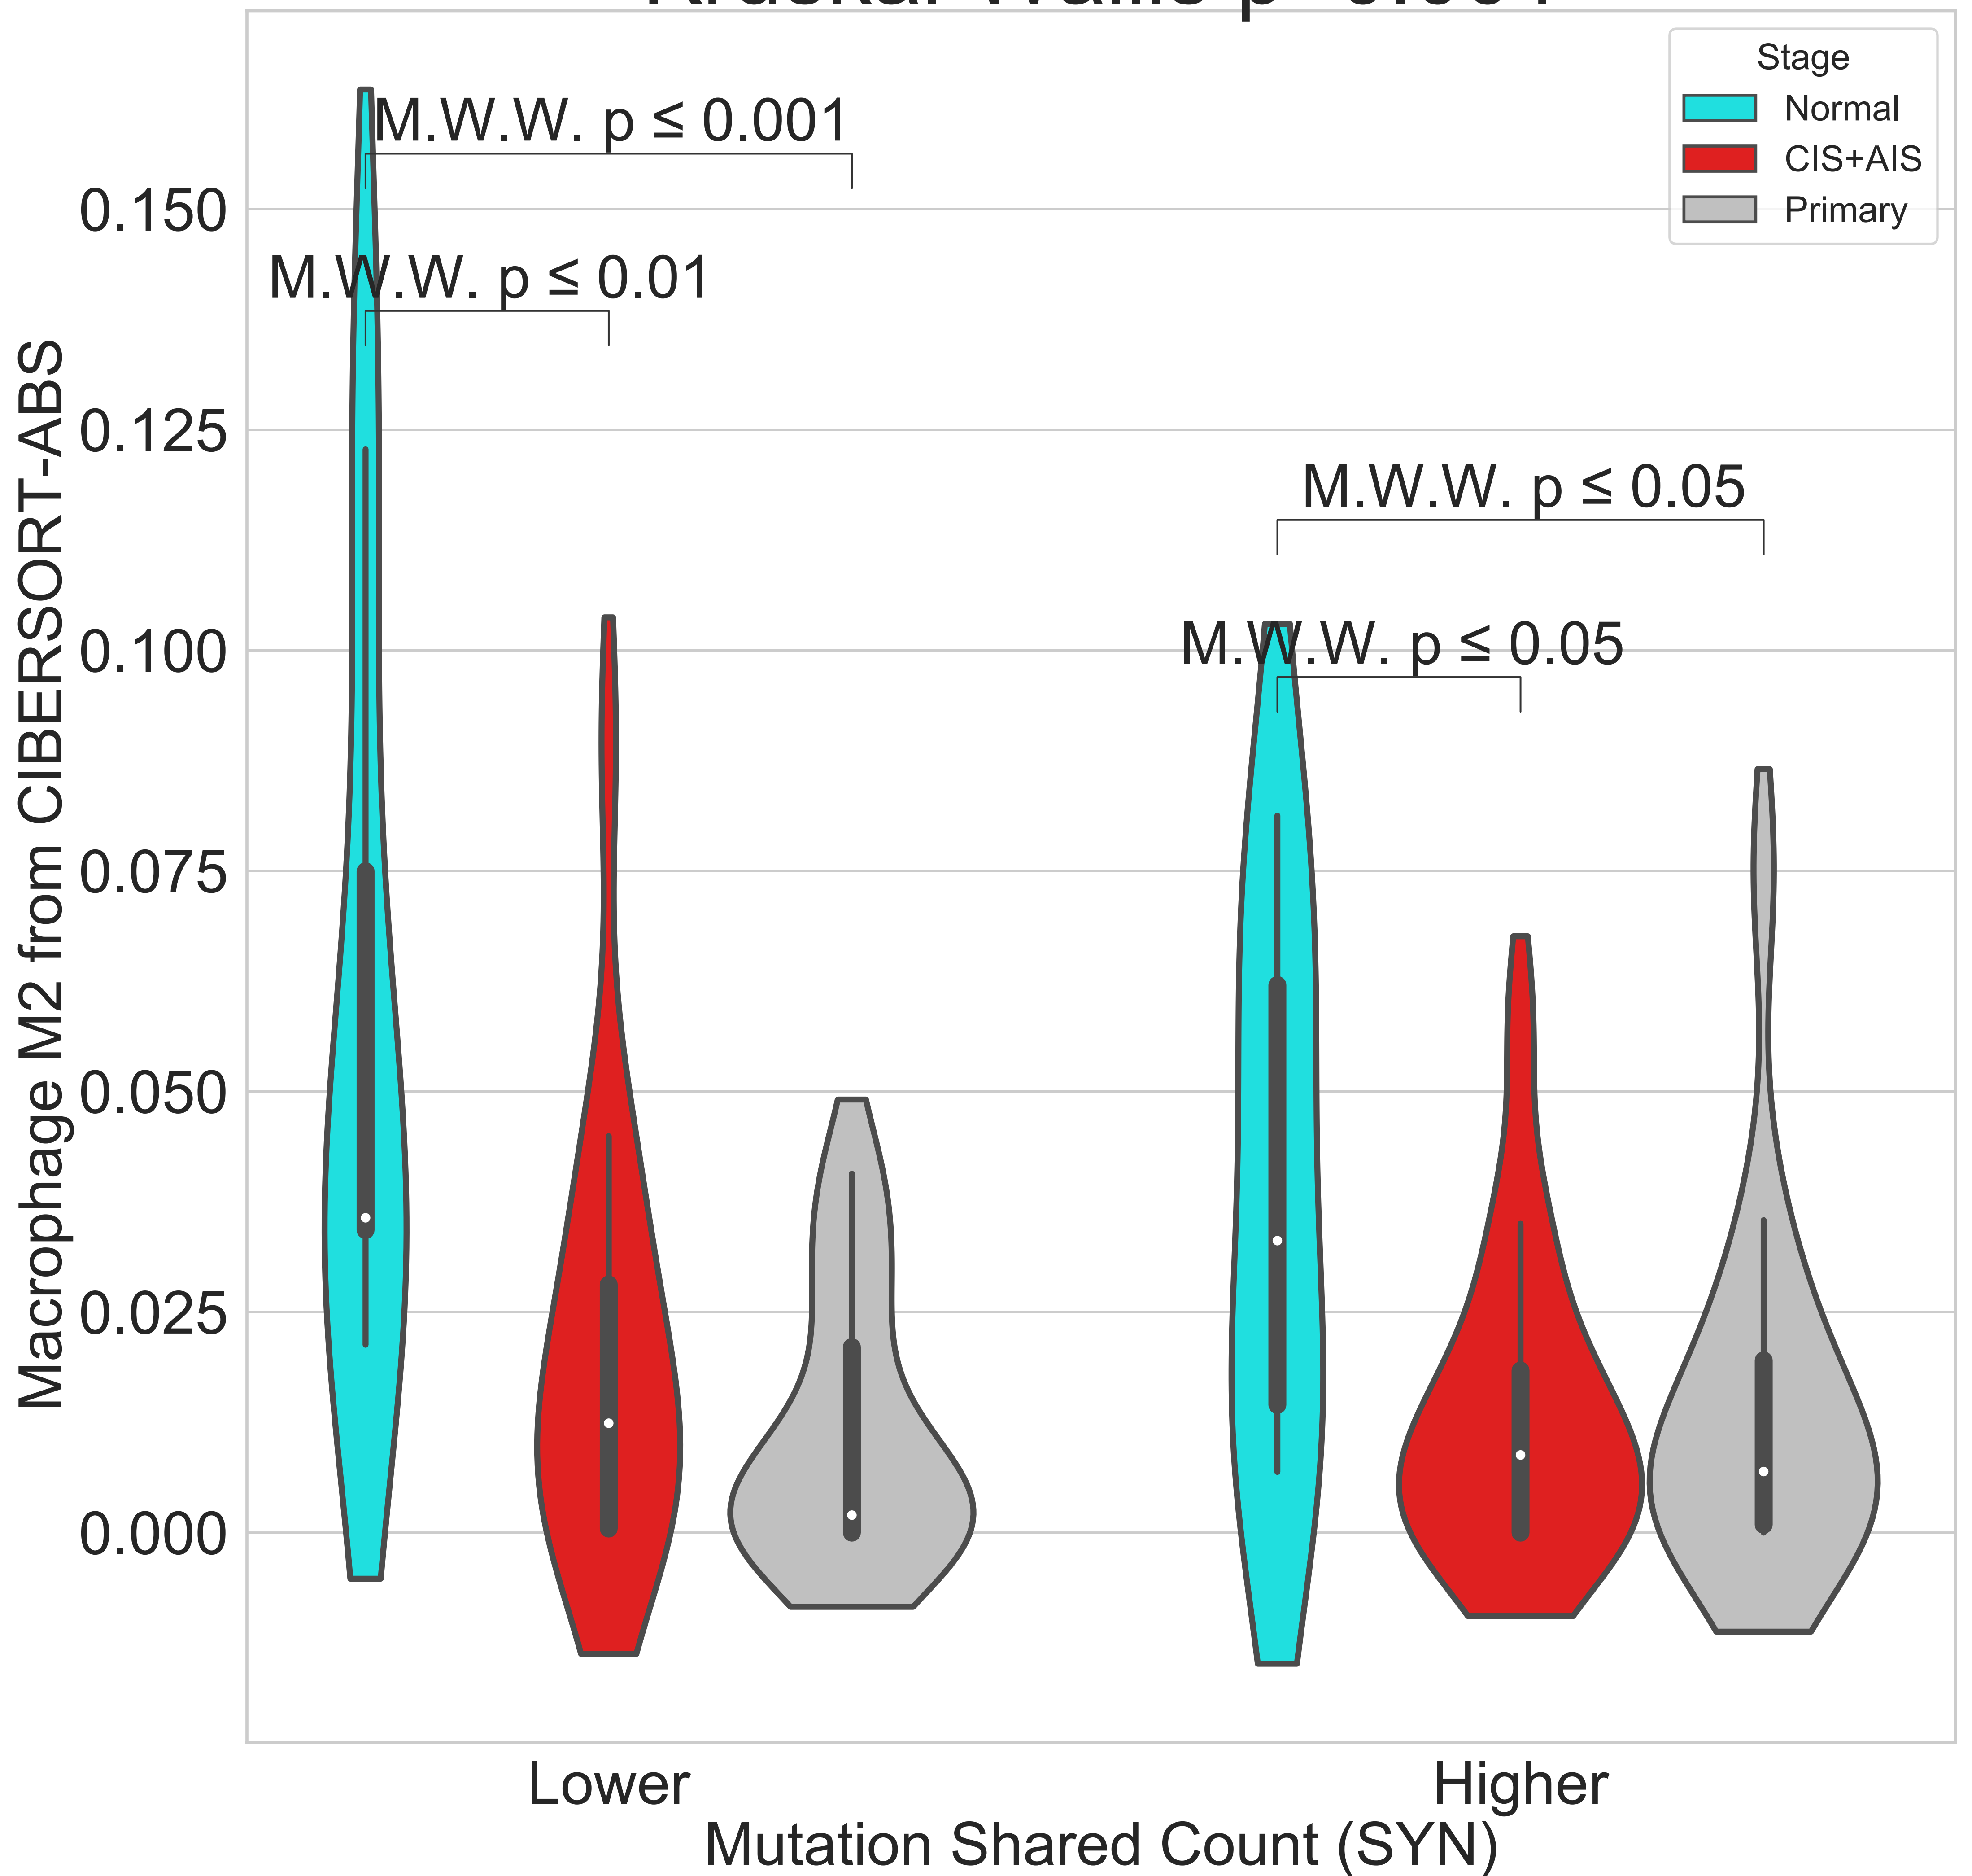 M.W.W. p ≤ 0.001
M.W.W. p ≤ 0.01
M.W.W. p ≤ 0.05
M.W.W. p ≤ 0.05
Stage
Normal
CIS+AIS
Primary
Macrophage M2 from CIBERSORT-ABS
0.150
0.125
0.100
0.075
0.050
0.025
0.000
Lower
Higher
Mutation Shared Count (SYN)